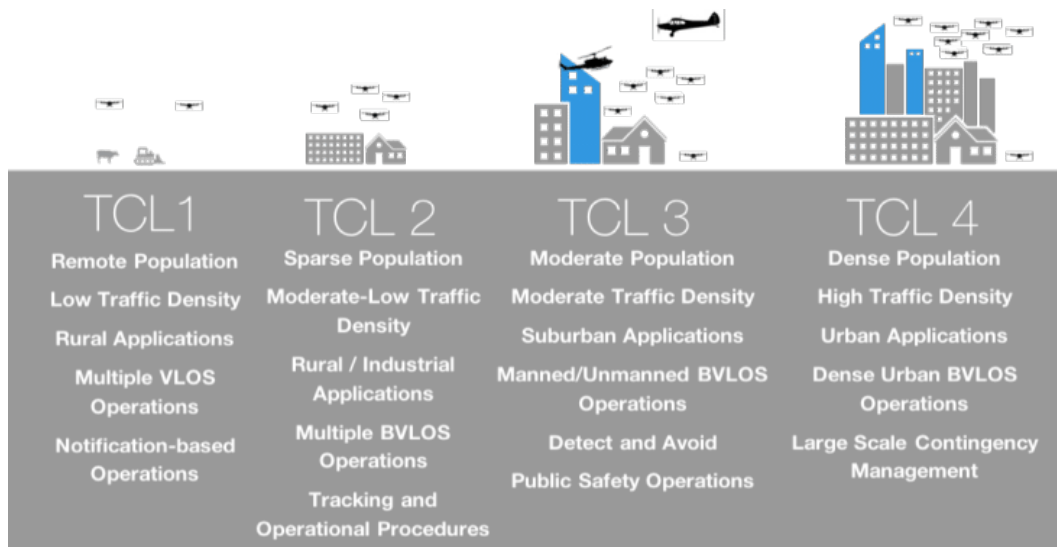 TCL1
Remote Population
Low Traffic Density
Rural Applications
Multiple VLOS
Operations
Notification-based
Operations
TCL 2
Sparse Population
Moderate-Low Traffic
Density
Rural / Industrial
Applications
Multiple BVLOS
Operations
Tracking and
Operational Procedures
TCL 3
Moderate Population
Moderate Traffic Density
Suburban Applications
Manned/Unmanned BVLOS
Operations
Detect and Avoid
Public Safety Operations
TCL 4
Dense Population
High Traffic Density
Urban Applications
Dense Urban BVLOS
Operations
Large Scale Contingency
Management